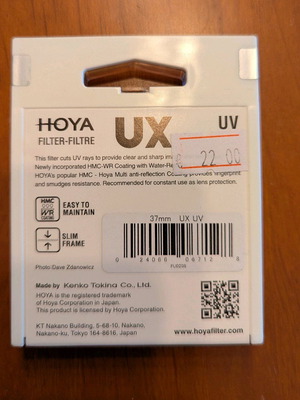 HOYA UX UV
FILTER-FILTRE
22.00
This filter cuts UV rays to provide clear and sharp
Newly incorporated HMC-WR Coating with Water-
HOYA's popular HMC - Hoya Multi anti-reflection Coating provides fingerprint
and smudges resistance. Recommended for constant use as lens protection.
HMC
WR
EASY TO
MAINTAIN
SLIM
FRAME
37mm UX UV
Photo-Dave Zdanowicz
Made by Kenko Tokina Co., Ltd.
HOYA is the registered trademark
of Hoya Corporation in Japan.
This product is licensed by Hoya Corporation.
KT Nakano Building, 5-68-10, Nakano,
Nakano-ku, Tokyo 164-8616, Japan
www.hoyafilter.com